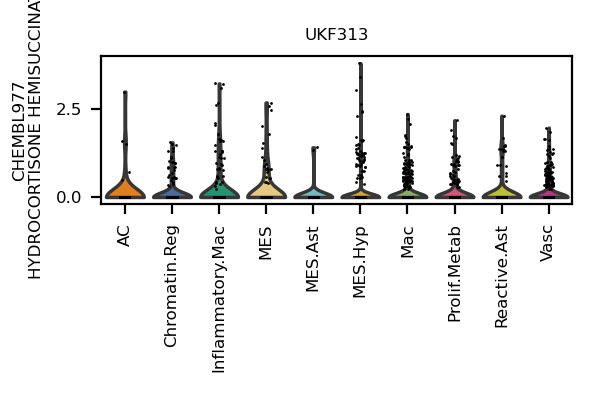 UKF313
CHEMBL977
HYDROCORTISONE HEMISUCCINA
2.5
0.0
AC
Chromatin.Reg
Inflammatory.Mac
MES
MES.Ast
MES.Hyp
Mac
Prolif.Metab
Reactive.Ast
Vasc